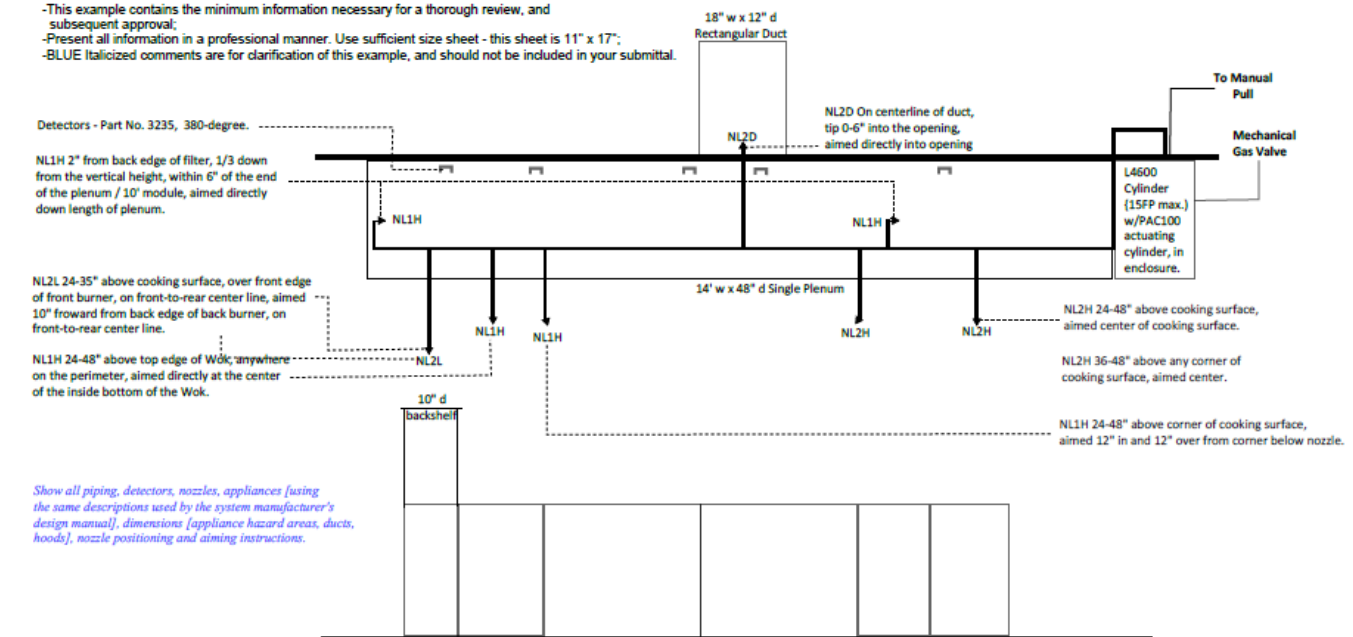 -This example contains the minimum information necessary for a thorough review, and
subsequent approval;
-Present all information in a professional manner. Use sufficient size sheet - this sheet is 11" x 17";
-BLUE Italicized comments are for clarification of this example, and should not be included in your submittal.
18" w x 12" d
Rectangular Duct
To Manual
Pull
Mechanical
Gas Valve
Detectors - Part No. 3235, 380-degree.
NL2D On centerline of duct,
tip 0-6" into the opening,
aimed directly into opening
NL2D
NL1H 2" from back edge of filter, 1/3 down
from the vertical height, within 6" of the end
of the plenum / 10' module, aimed directly
down length of plenum.
L4600
Cylinder
(15FP max.)
w/PAC100
actuating
cylinder, in
enclosure.
NL1H
NL1H
14' w x 48" d Single Plenum
NL2L 24-35" above cooking surface, over front edge
of front burner, on front-to-rear center line, aimed
10" froward from back edge of back burner, on
front-to-rear center line.
NL1H 24-48" above top edge of Wok, anywhere
on the perimeter, aimed directly at the center
of the inside bottom of the Wok.
NL2L
NL1H
NL1H
NL2H
NL2H
NL2H 24-48" above cooking surface,
aimed center of cooking surface.
NL2H 36-48" above any corner of
cooking surface, aimed center.
NL1H 24-48" above corner of cooking surface,
aimed 12" in and 12" over from corner below nozzle.
10" d
backshelf
Show all piping, detectors, nozzles, appliances [using
the same descriptions used by the system manufacturer's
design manual], dimensions [appliance hazard areas, ducts,
hoods], nozzle positioning and aiming instructions.